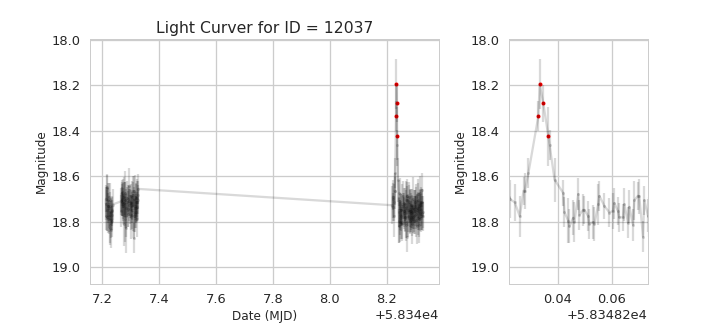 Light Curver for ID = 12037
18.0
18.2
18.4
18.6
18.8
19.0
Magnitude
7.2 7.4 7.6 7.8 8.0 8.2
Date (MJD)
+5.834e4
18.0
18.2
18.4
18.6
18.8
19.0
Magnitude
0.04 0.06
+5.83482e4